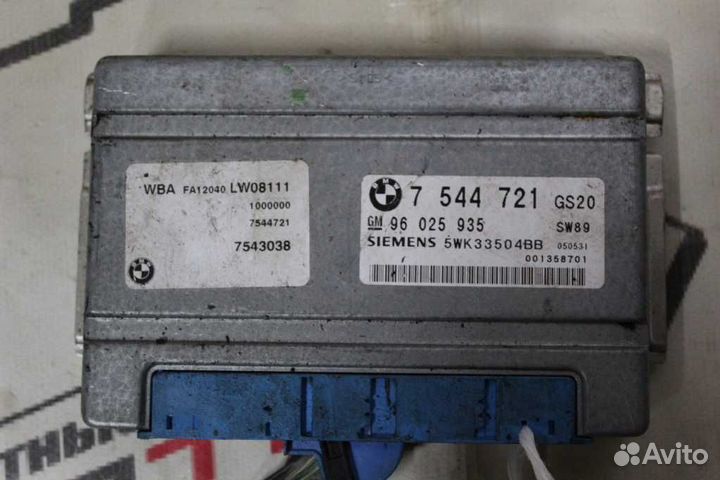 WBA FA12040 LW08111
1000000
7544721
7543038
BMW
7 544 721 GS20
GM 96 025 935 SW89
SIEMENS 5WK33504BB 050531
001358701
Avito